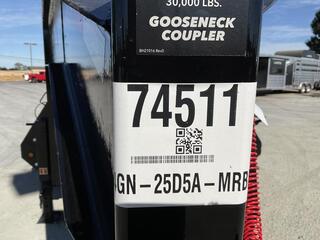 30,000 LBS.
GOOSENECK
COUPLER
74511
GN-25D5A-MRB